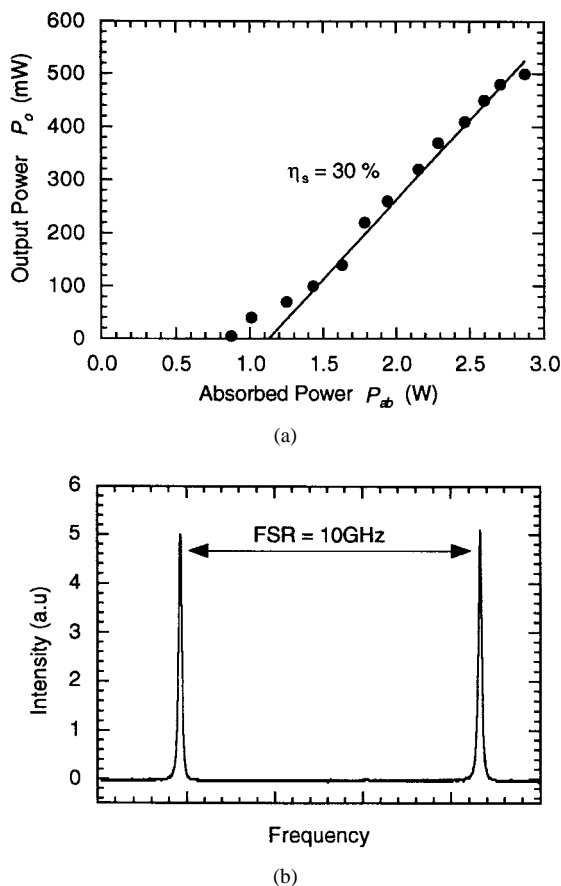 600
500
400
300
200
100
0
Output Power P_o (mW)
η_s = 30 %
0.0 0.5 1.0 1.5 2.0 2.5 3.0
Absorbed Power P_ab (W)
(a)
6
5
4
3
2
1
0
Intensity (a.u)
FSR = 10GHz
Frequency
(b)